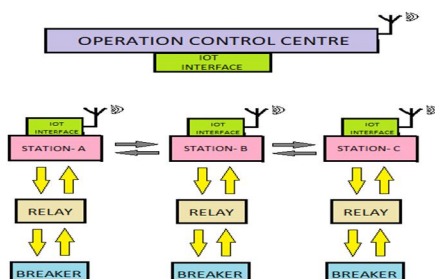 OPERATION CONTROL CENTRE
IOT
INTERFACE
IOT
INTERFACE
IOT
INTERFACE
IOT
INTERFACE
STATION- A
STATION- B
STATION- C
RELAY
RELAY
RELAY
BREAKER
BREAKER
BREAKER